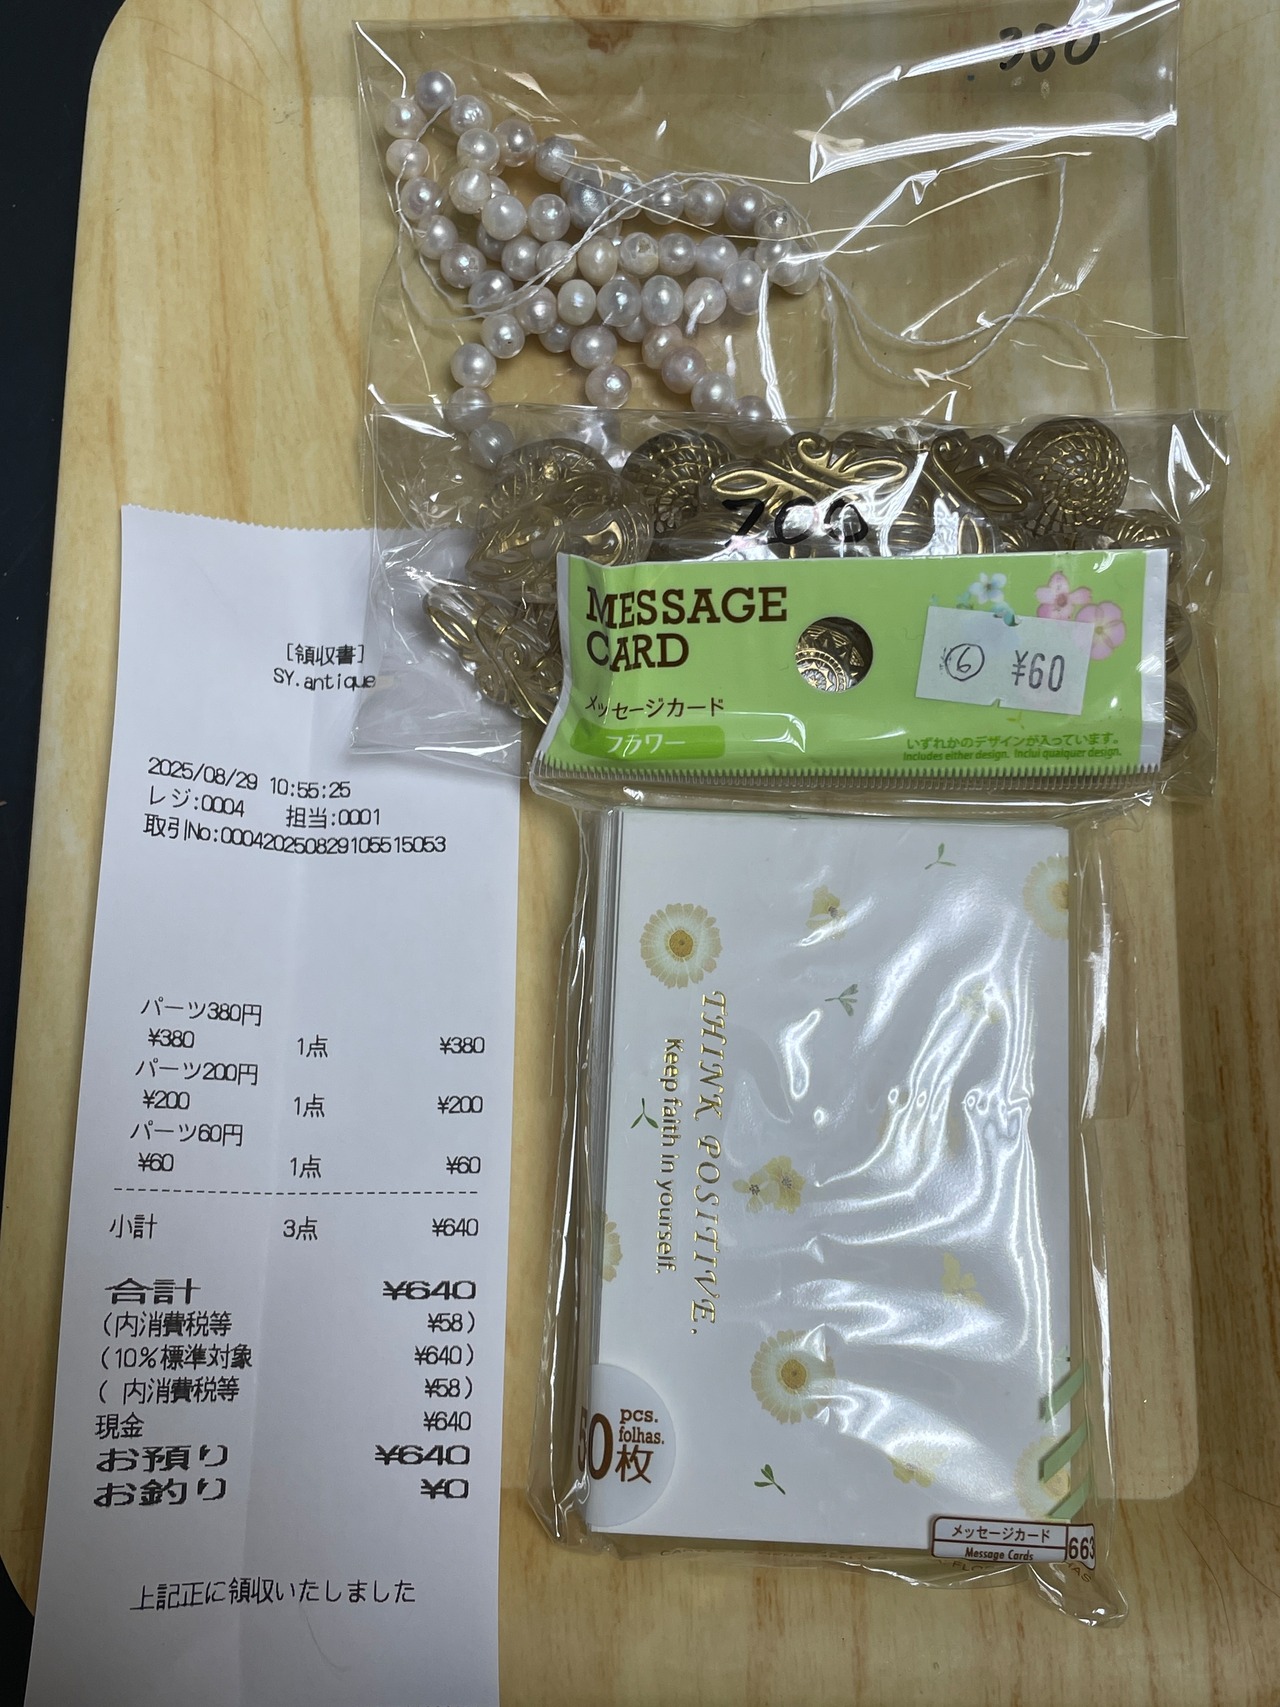 380
200
MESSAGE
CARD
メッセージカード
フラワー
⑥ ¥60
いずれかのデザインが入っています。
Includes either design. Inclui qualquer design.
THINK POSITIVE.
Keep faith in yourself.
50 pcs.
folhas.
枚
メッセージカード
Message Cards
663
[領収書]
SY.antique
2025/08/29 10:55:25
レジ:0004 担当:0001
取引No:000420250829105515053
パーツ380円
¥380 1点 ¥380
パーツ200円
¥200 1点 ¥200
パーツ60円
¥60 1点 ¥60
小計 3点 ¥640
合計 ¥640
(内消費税等 ¥58)
(10%標準対象 ¥640)
( 内消費税等 ¥58)
現金 ¥640
お預り ¥640
お釣り ¥0
上記正に領収いたしました